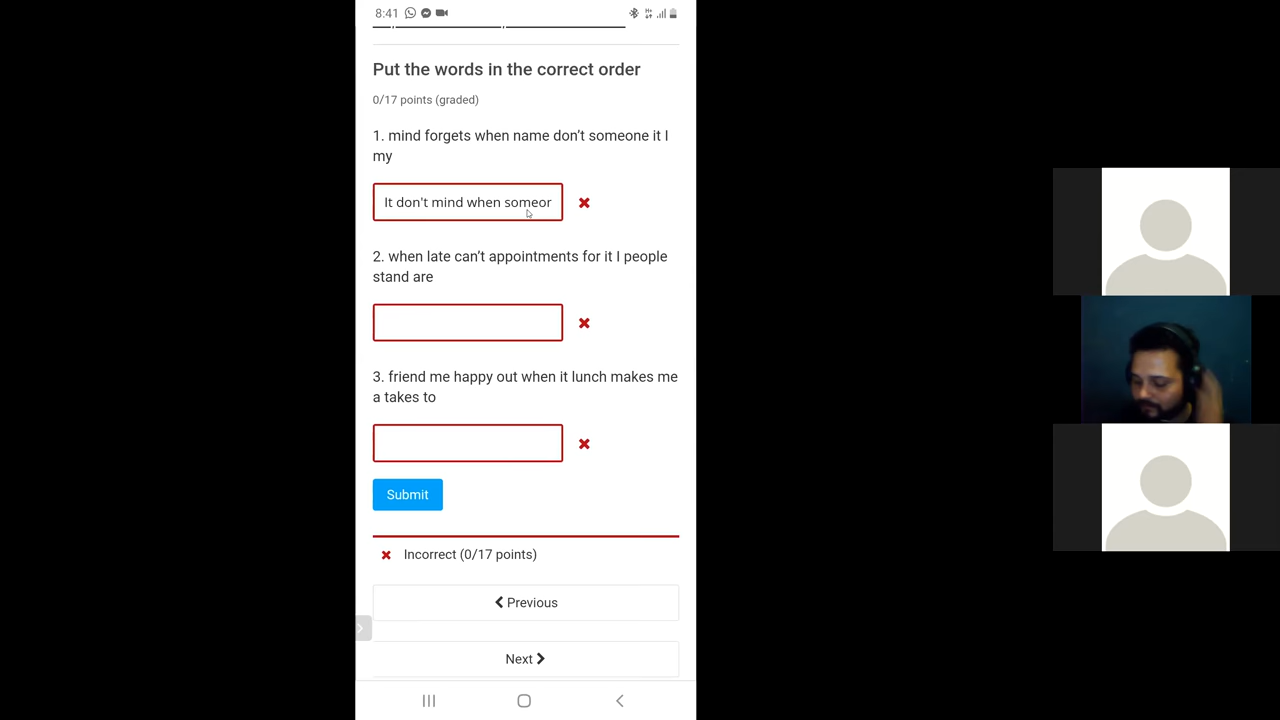 8:41
Put the words in the correct order
0/17 points (graded)
1. mind forgets when name don’t someone it I
my
It don't mind when someor
2. when late can’t appointments for it I people
stand are
3. friend me happy out when it lunch makes me
a takes to
Submit
Incorrect (0/17 points)
Previous
Next